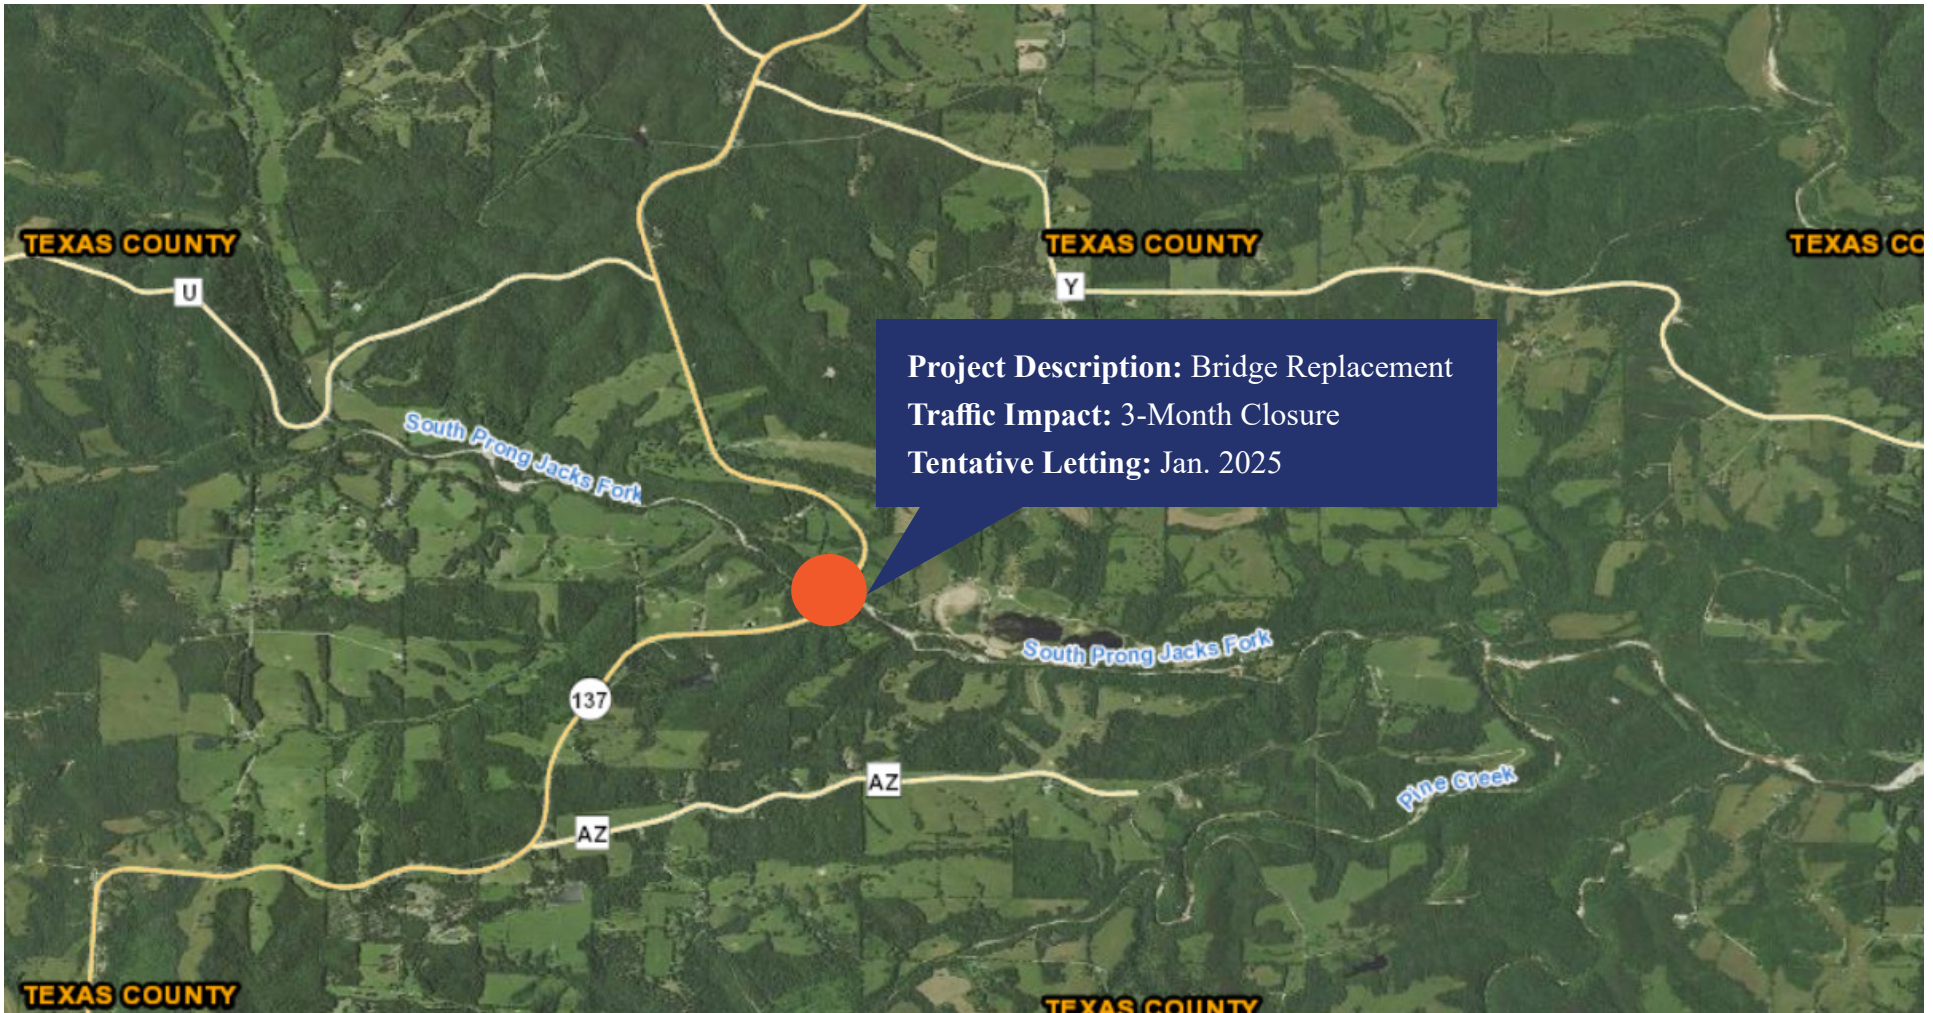 TEXAS COUNTY
TEXAS COUNTY
TEXAS CO
U
Y
Project Description: Bridge Replacement
Traffic Impact: 3-Month Closure
Tentative Letting: Jan. 2025
South Prong Jacks Fork
South Prong Jacks Fork
137
AZ
Pine Creek
AZ
TEXAS COUNTY
TEXAS COUNTY